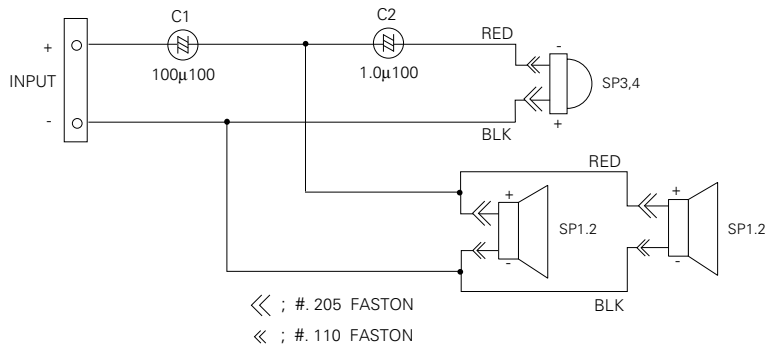 C1
C2
+
INPUT
-
100µ100
1.0µ100
RED
-
SP3,4
+
BLK
RED
+
SP1.2
-
+
SP1.2
-
BLK
; #. 205 FASTON
; #. 110 FASTON